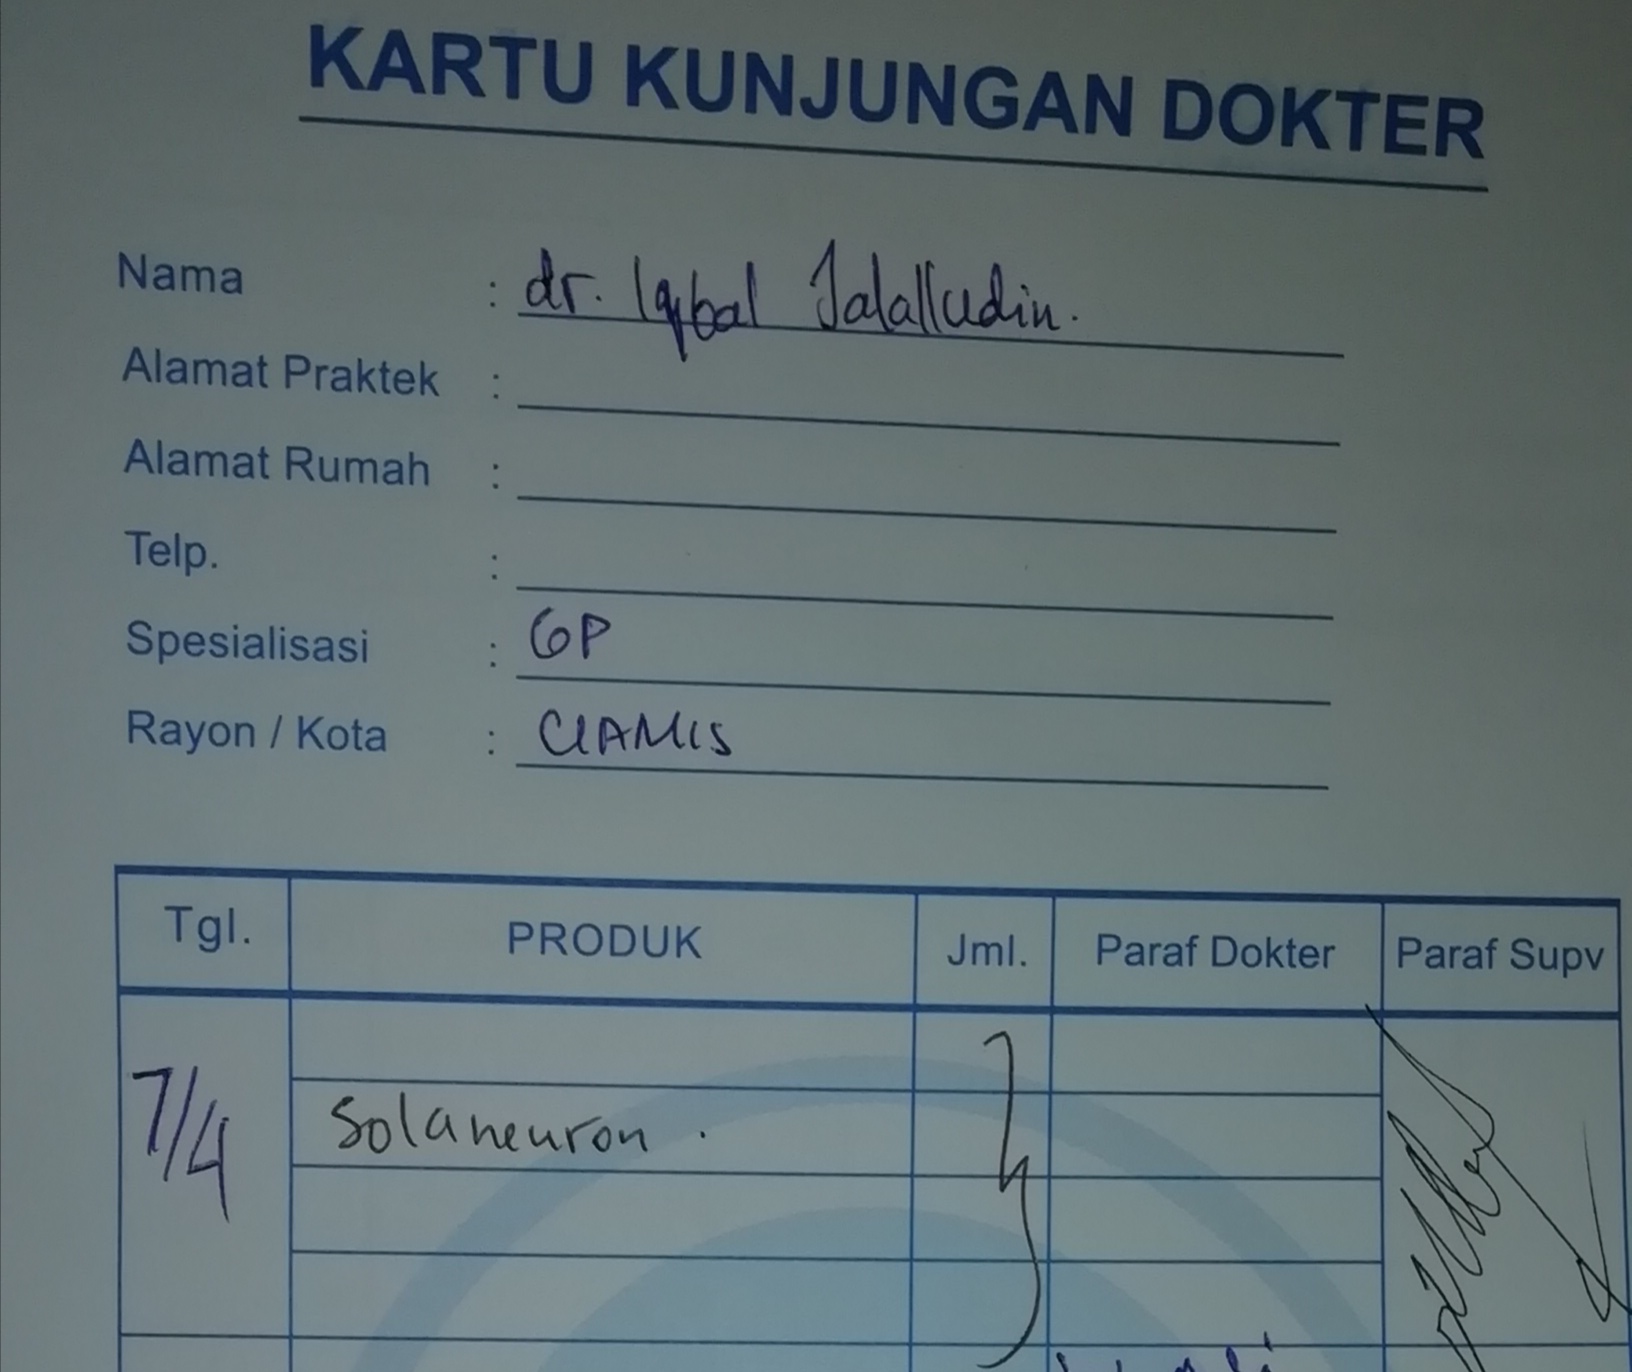 KARTU KUNJUNGAN DOKTER
Nama : dr. Iqbal Jalalludin.
Alamat Praktek :
Alamat Rumah :
Telp. :
Spesialisasi : GP
Rayon / Kota : CIAMIS
Tgl. PRODUK Jml. Paraf Dokter Paraf Supv
7/4 Solaneuron .